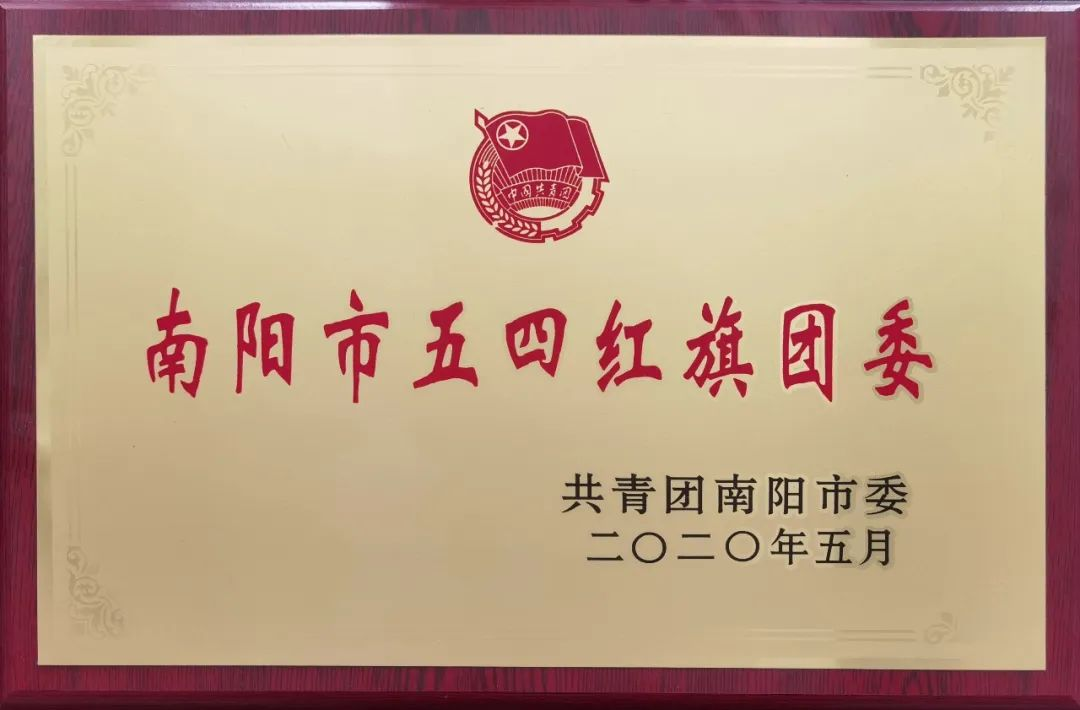 中国共青团
南阳市五四红旗团委
共青团南阳市委
二〇二〇年五月